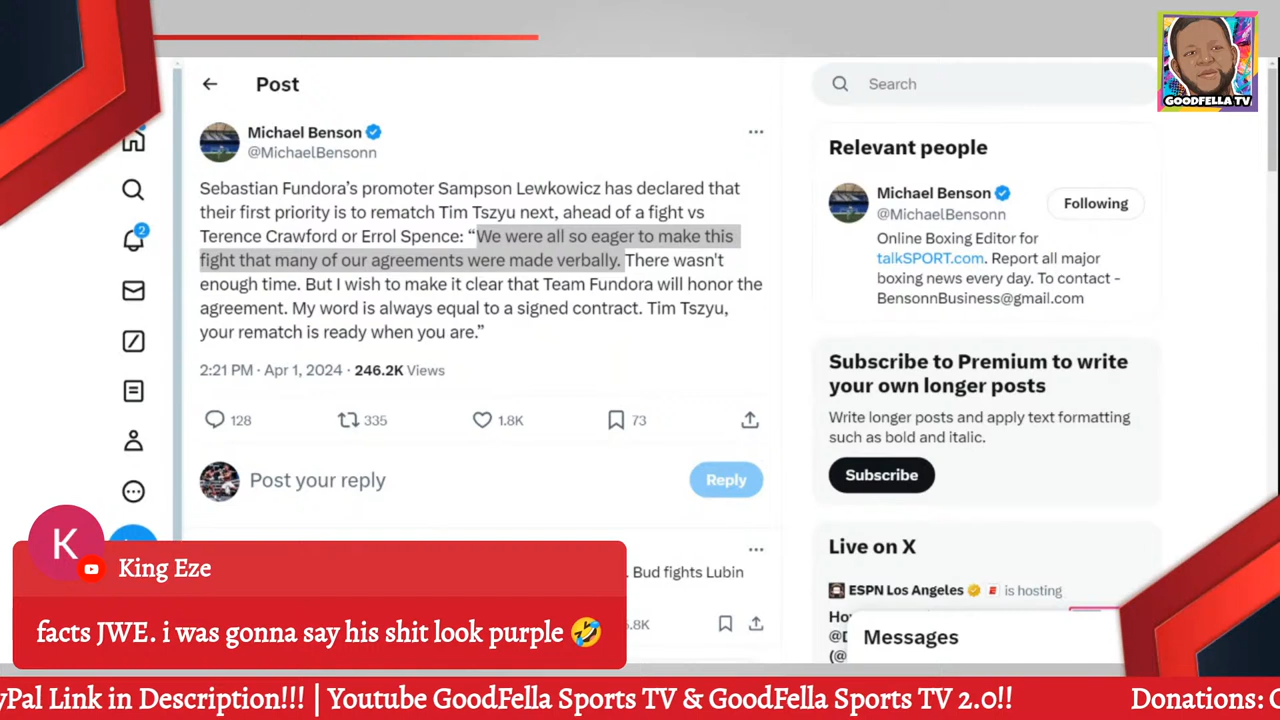 GOODFELLA TV
Post
Search
Michael Benson
@MichaelBensonn
Sebastian Fundora's promoter Sampson Lewkowicz has declared that
their first priority is to rematch Tim Tszyu next, ahead of a fight vs
Terence Crawford or Errol Spence: “We were all so eager to make this
fight that many of our agreements were made verbally. There wasn't
enough time. But I wish to make it clear that Team Fundora will honor the
agreement. My word is always equal to a signed contract. Tim Tszyu,
your rematch is ready when you are.”
2:21 PM · Apr 1, 2024 · 246.2K Views
128
335
1.8K
73
2
Post your reply
Reply
Relevant people
Michael Benson
@MichaelBensonn
Following
Online Boxing Editor for
talkSPORT.com. Report all major
boxing news every day. To contact -
BensonnBusiness@gmail.com
Subscribe to Premium to write
your own longer posts
Write longer posts and apply text formatting
such as bold and italic.
Subscribe
Live on X
ESPN Los Angeles is hosting
Messages
. Bud fights Lubin
.8K
K
King Eze
facts JWE. i was gonna say his shit look purple 🤣
yPal Link in Description!!! | Youtube GoodFella Sports TV & GoodFella Sports TV 2.0!!
Donations: C